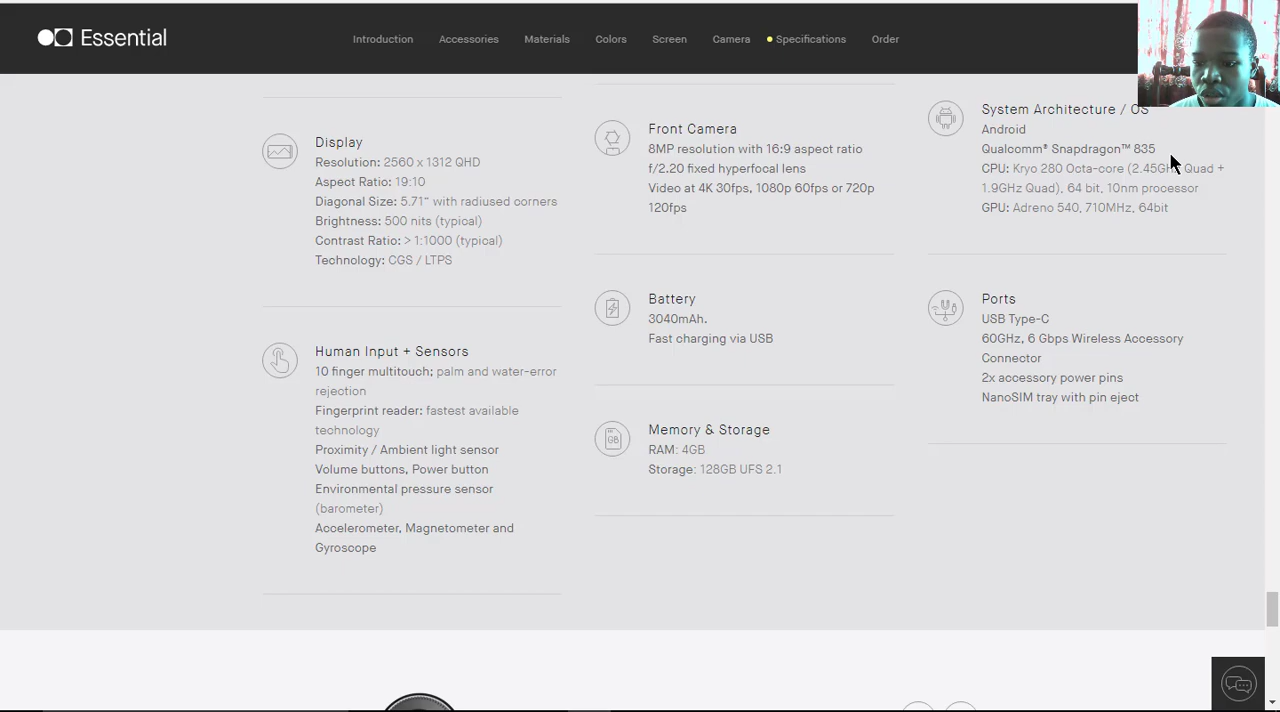 Essential
Introduction
Accessories
Materials
Colors
Screen
Camera
Specifications
Order
Display
Resolution: 2560 x 1312 QHD
Aspect Ratio: 19:10
Diagonal Size: 5.71" with radiused corners
Brightness: 500 nits (typical)
Contrast Ratio: > 1:1000 (typical)
Technology: CGS / LTPS
Human Input + Sensors
10 finger multitouch; palm and water-error
rejection
Fingerprint reader: fastest available
technology
Proximity / Ambient light sensor
Volume buttons, Power button
Environmental pressure sensor
(barometer)
Accelerometer, Magnetometer and
Gyroscope
Front Camera
8MP resolution with 16:9 aspect ratio
f/2.20 fixed hyperfocal lens
Video at 4K 30fps, 1080p 60fps or 720p
120fps
Battery
3040mAh.
Fast charging via USB
GB
Memory & Storage
RAM: 4GB
Storage: 128GB UFS 2.1
System Architecture / OS
Android
Qualcomm® Snapdragon™ 835
CPU: Kryo 280 Octa-core (2.45GHz Quad +
1.9GHz Quad), 64 bit, 10nm processor
GPU: Adreno 540, 710MHz, 64bit
Ports
USB Type-C
60GHz, 6 Gbps Wireless Accessory
Connector
2x accessory power pins
NanoSIM tray with pin eject